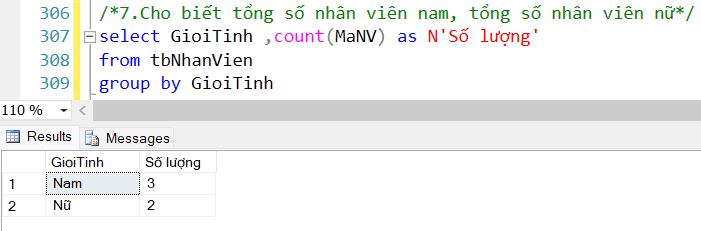 306 /*7.Cho biết tổng số nhân viên nam, tổng số nhân viên nữ*/
307 select GioiTinh ,count(MaNV) as N'Số lượng'
308 from tbNhanVien
309 group by GioiTinh
110 %
Results Messages
GioiTinh Số lượng
1 Nam 3
2 Nữ 2